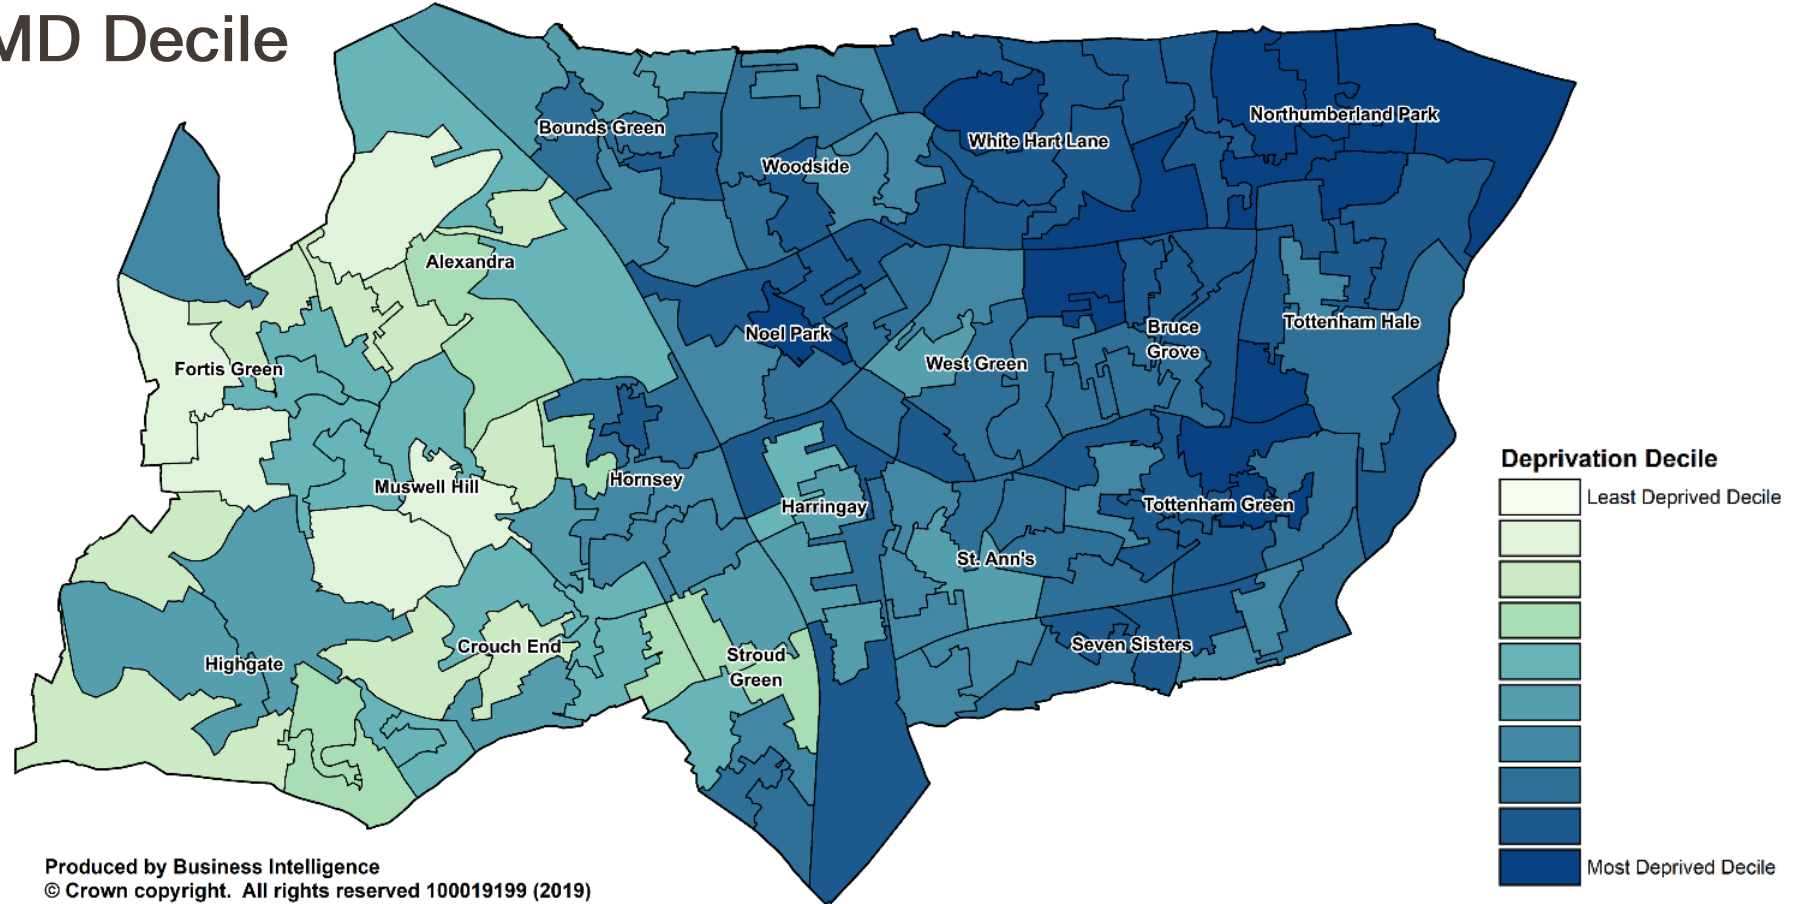 MD Decile
Bounds Green
Woodside
White Hart Lane
Northumberland Park
Alexandra
Noel Park
Tottenham Hale
Bruce
Grove
West Green
Fortis Green
Muswell Hill
Hornsey
Harringay
Tottenham Green
St. Ann's
Crouch End
Highgate
Stroud
Green
Seven Sisters
Deprivation Decile
Least Deprived Decile
Most Deprived Decile
Produced by Business Intelligence
© Crown copyright. All rights reserved 100019199 (2019)